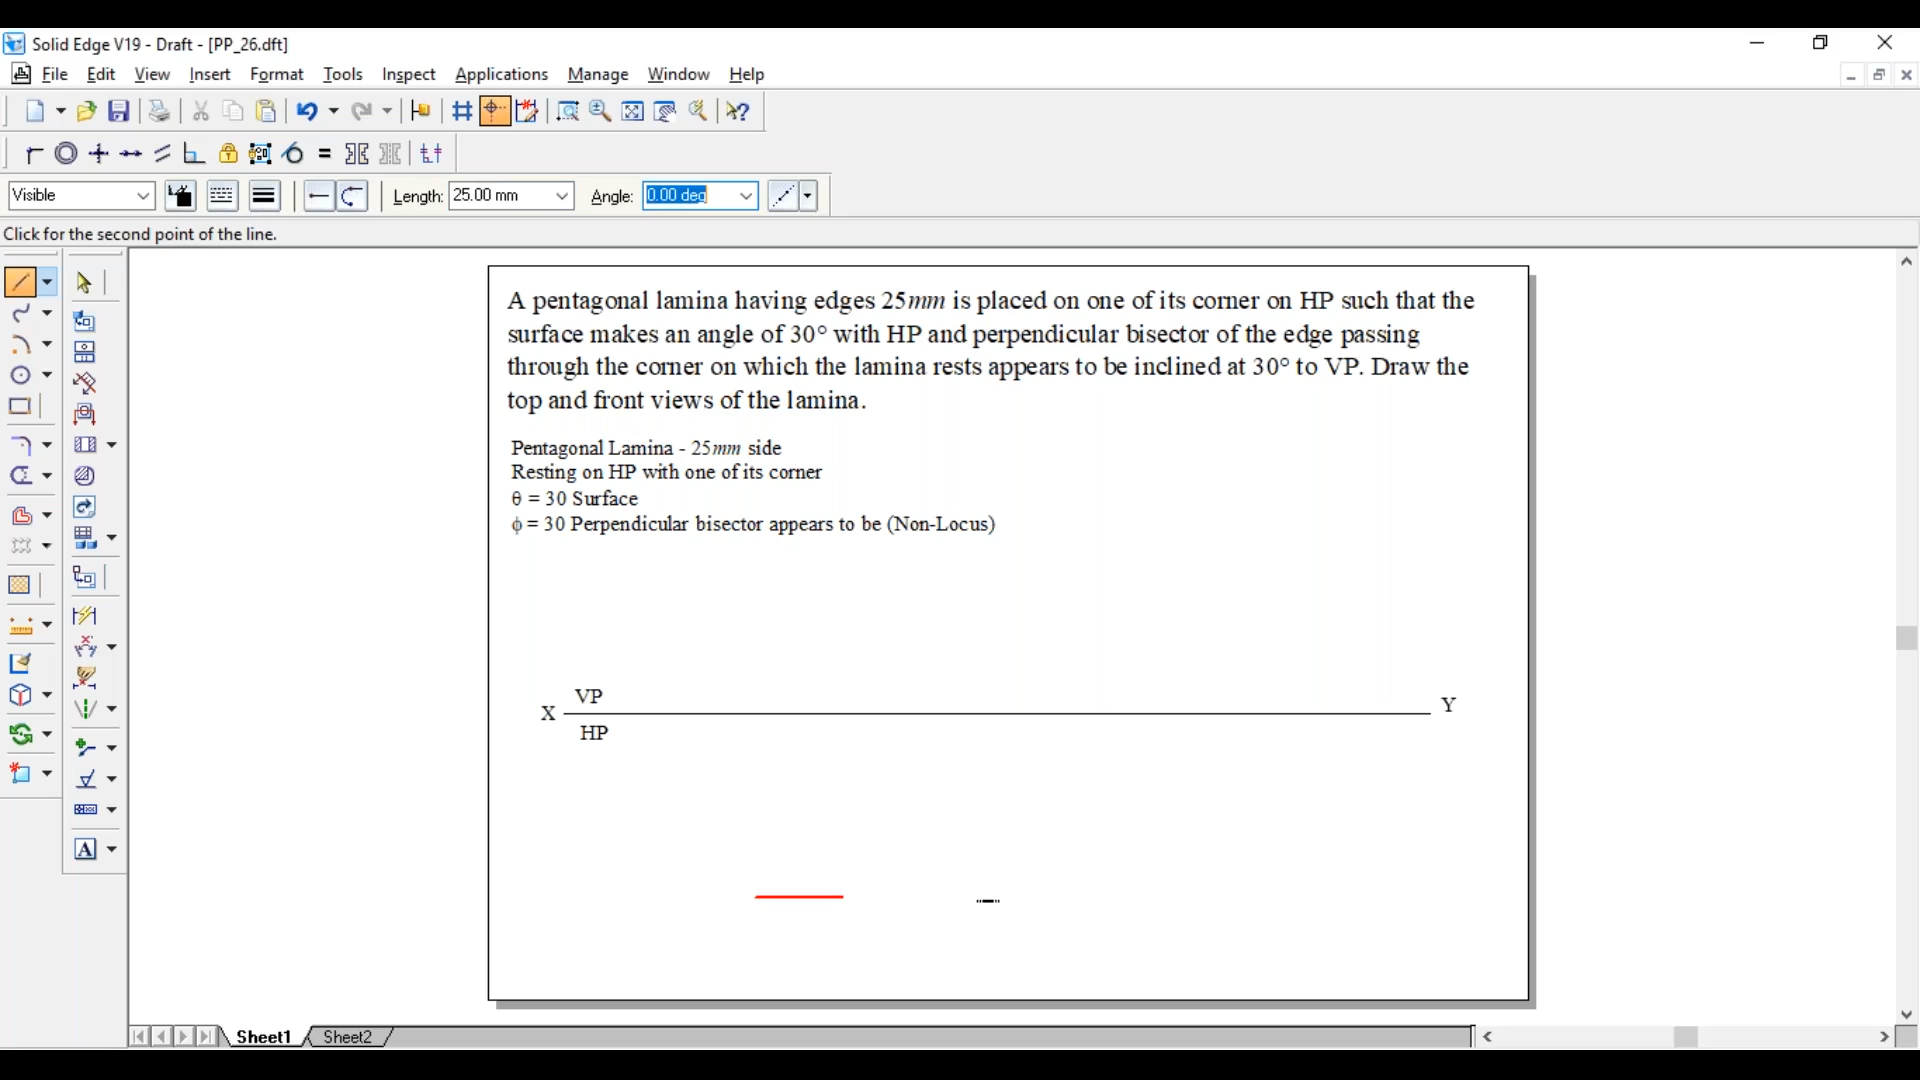 Solid Edge V19 - Draft - [PP_26.dft]
File Edit View Insert Format Tools Inspect Applications Manage Window Help
Visible Length: 25.00 mm Angle: 0.00 deg
Click for the second point of the line.
A pentagonal lamina having edges 25mm is placed on one of its corner on HP such that the
surface makes an angle of 30° with HP and perpendicular bisector of the edge passing
through the corner on which the lamina rests appears to be inclined at 30° to VP. Draw the
top and front views of the lamina.
Pentagonal Lamina - 25mm side
Resting on HP with one of its corner
θ = 30 Surface
ϕ = 30 Perpendicular bisector appears to be (Non-Locus)
VP
X Y
HP
A
Sheet1 Sheet2